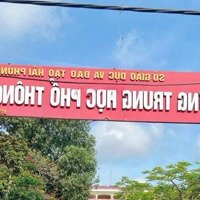 SỞ GIÁO DỤC VÀ ĐÀO TẠO HẢI PHÒNG
TRUNG HỌC PHỔ THÔNG